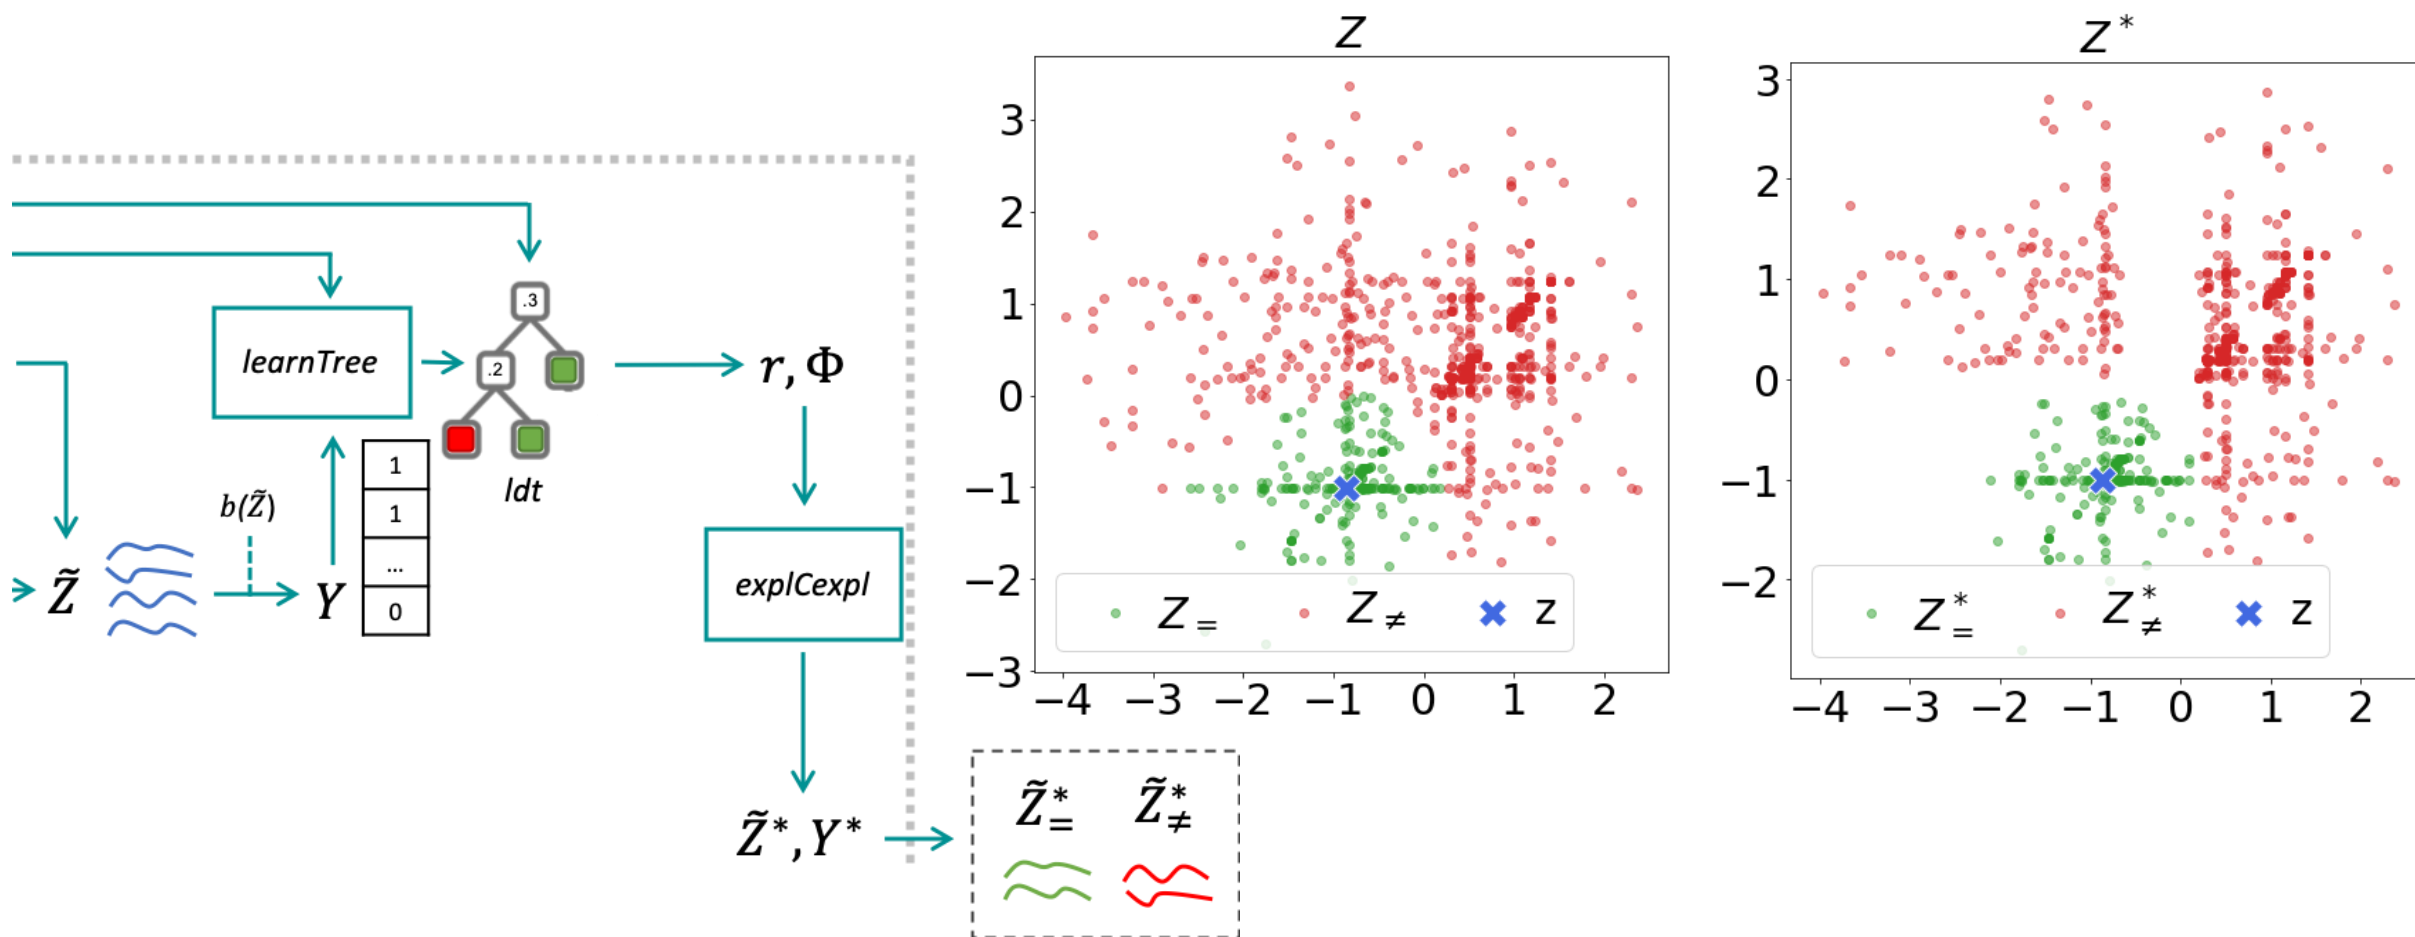 .3
.2
learnTree
ldt
r, Φ
b(Z̃)
1
1
...
0
Z̃
Y
explCexpl
Z̃*, Y*
Z̃*=
Z̃*≠
Z
3
2
1
0
−1
−2
−3
−4 −3 −2 −1 0 1 2
Z= Z≠ z
Z*
3
2
1
0
−1
−2
−4 −3 −2 −1 0 1 2
Z*= Z*≠ z